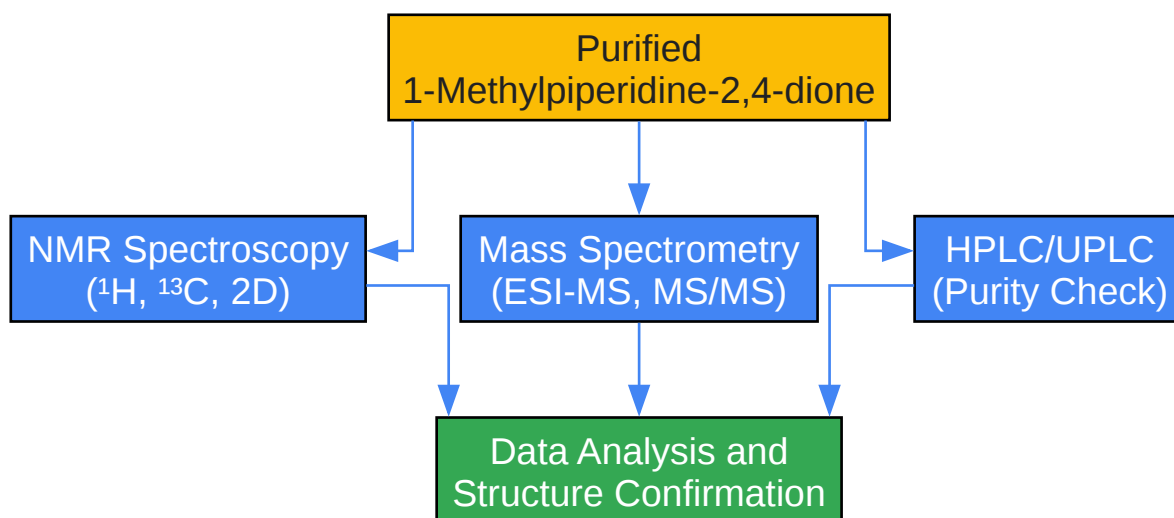 Purified
1-Methylpiperidine-2,4-dione
NMR Spectroscopy
(¹H, ¹³C, 2D)
Mass Spectrometry
(ESI-MS, MS/MS)
HPLC/UPLC
(Purity Check)
Data Analysis and
Structure Confirmation